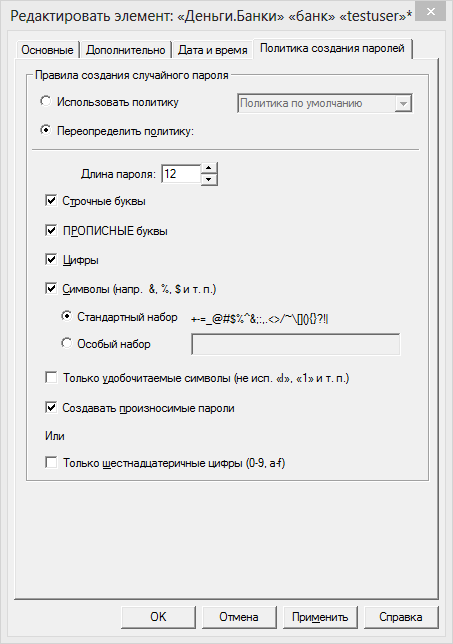 Редактировать элемент: «Деньги.Банки» «банк» «testuser»*
Основные Дополнительно Дата и время Политика создания паролей
Правила создания случайного пароля
Использовать политику Политика по умолчанию
Переопределить политику:
Длина пароля: 12
Строчные буквы
ПРОПИСНЫЕ буквы
Цифры
Символы (напр. &, %, $ и т. п.)
Стандартный набор +-=_@#$%^&;:,.<>/~\[](){}?!|
Особый набор
Только удобочитаемые символы (не исп. «l», «1» и т. п.)
Создавать произносимые пароли
Или
Только шестнадцатеричные цифры (0-9, a-f)
OK Отмена Применить Справка